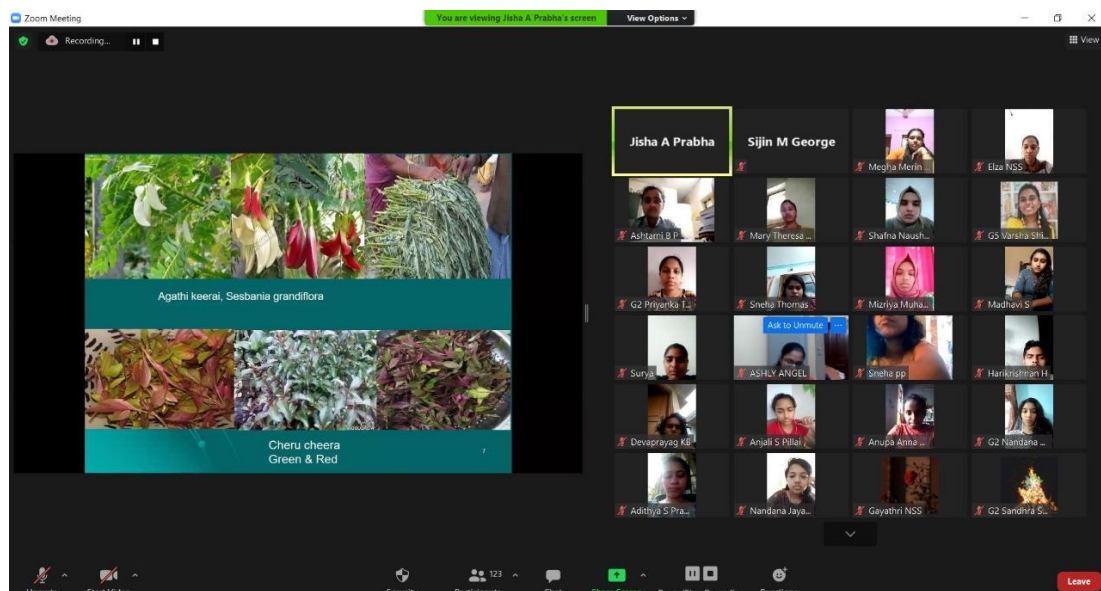 Zoom Meeting
You are viewing Jisha A Prabha's screen
View Options
Recording...
View
Agathi keerai, Sesbania grandiflora
Cheru cheera
Green & Red
7
Jisha A Prabha
Sijin M George
Megha Merin ...
Elza NSS
Ashtami B P
Mary Theresa ...
Shafna Naush...
G5 Varsha Shi...
G2 Priyanka T...
Sneha Thomas
Mizriya Muha...
Madhavi S
Ask to Unmute
...
Surya
ASHLY ANGEL
Sneha pp
Harikrishnan H
Devaprayag KB
Anjali S Pillai
Anupa Anna ...
G2 Nandana ...
Adithya S Pra...
Nandana Jaya...
Gayathri NSS
G2 Sandhra S...
123
Leave